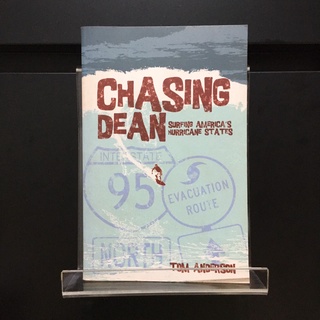 CHASING
DEAN
SURFING AMERICA'S
HURRICANE STATES
INTERSTATE
95
EVACUATION
ROUTE
NORTH
TOM ANDERSON